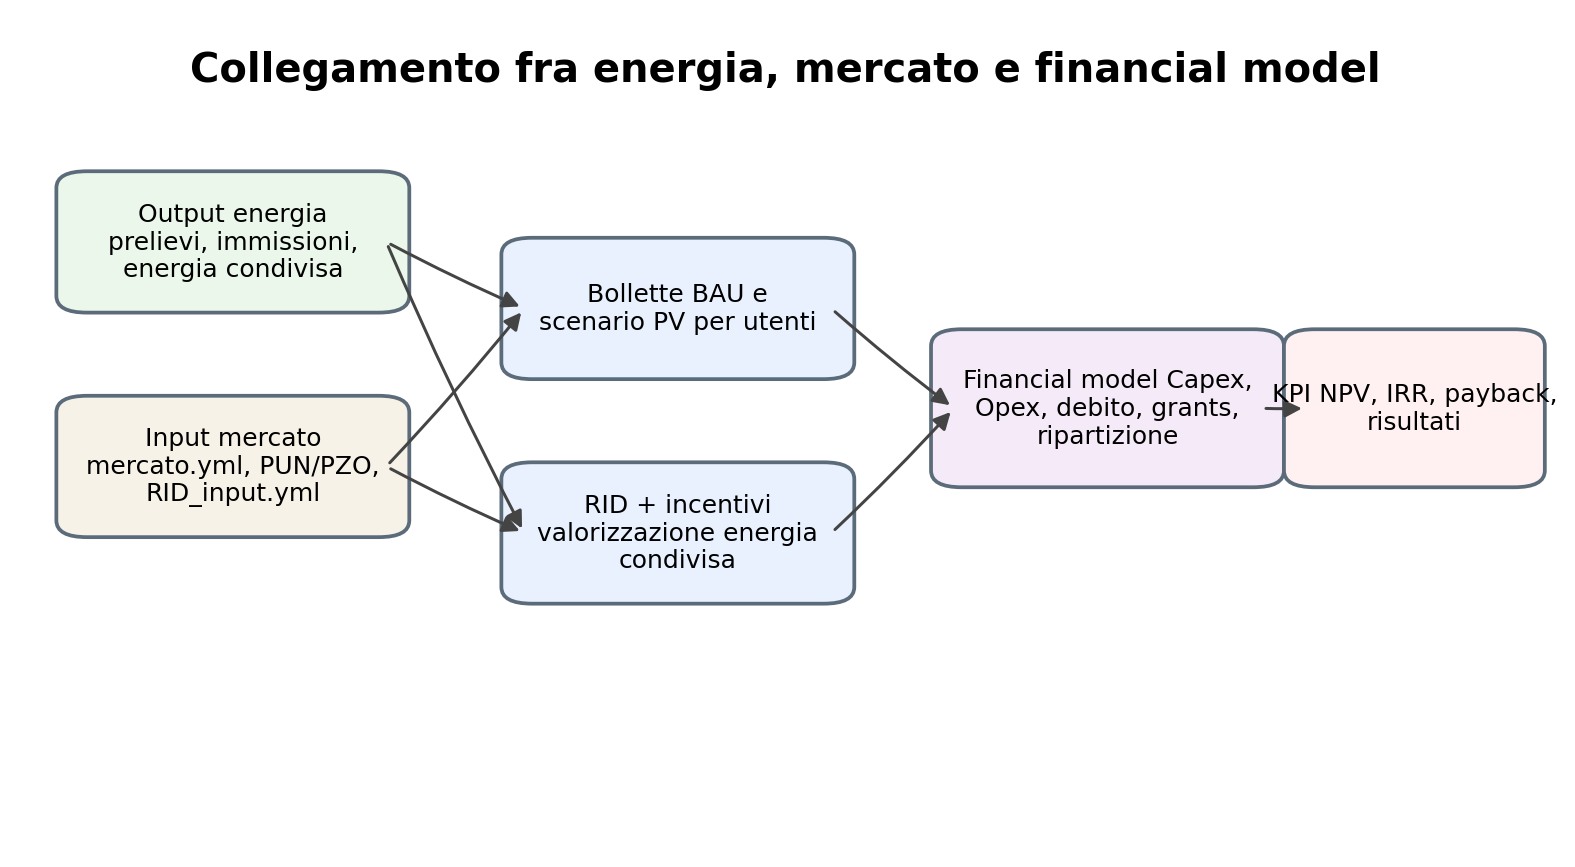 Collegamento fra energia, mercato e financial model
Output energia
prelievi, immissioni,
energia condivisa
Input mercato
mercato.yml, PUN/PZO,
RID_input.yml
Bollette BAU e
scenario PV per utenti
RID + incentivi
valorizzazione energia
condivisa
Financial model Capex,
Opex, debito, grants,
ripartizione
KPI NPV, IRR, payback,
risultati